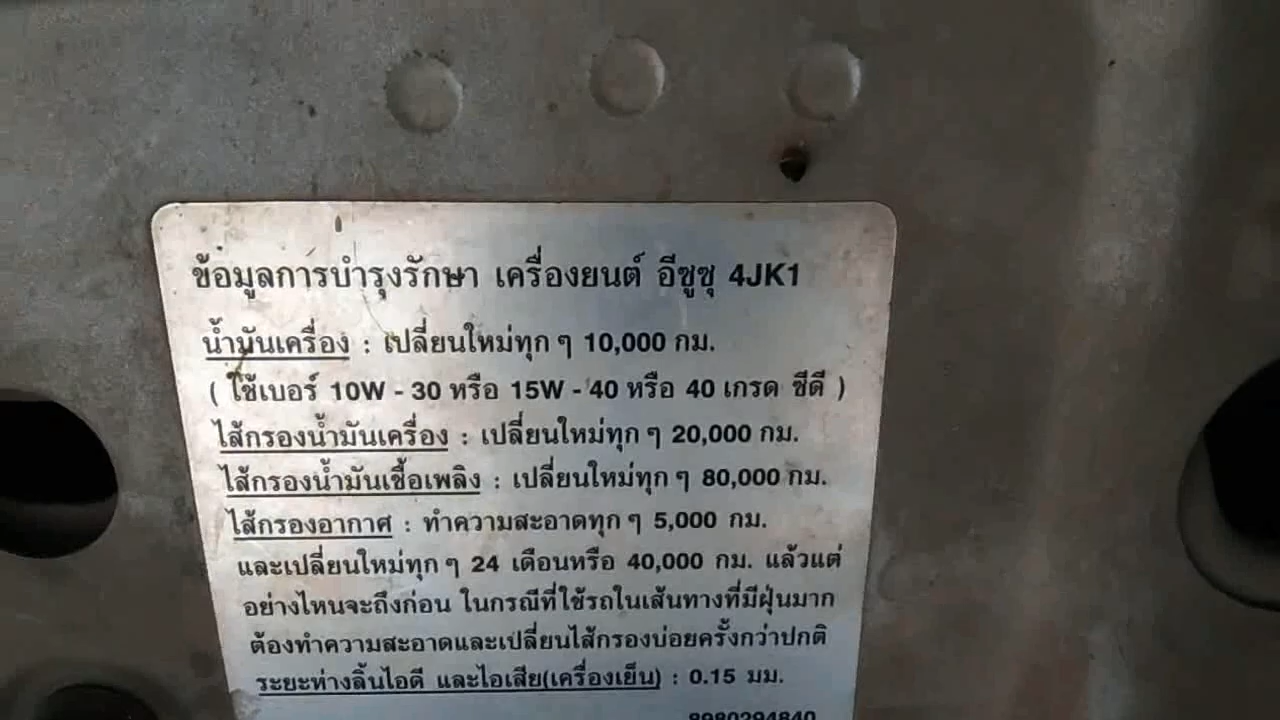 ข้อมูลการบำรุงรักษา เครื่องยนต์ อีซูซุ 4JK1
น้ำมันเครื่อง : เปลี่ยนใหม่ทุก ๆ 10,000 กม.
( ใช้เบอร์ 10W - 30 หรือ 15W - 40 หรือ 40 เกรด ซีดี )
ไส้กรองน้ำมันเครื่อง : เปลี่ยนใหม่ทุก ๆ 20,000 กม.
ไส้กรองน้ำมันเชื้อเพลิง : เปลี่ยนใหม่ทุก ๆ 80,000 กม.
ไส้กรองอากาศ : ทำความสะอาดทุก ๆ 5,000 กม.
และเปลี่ยนใหม่ทุก ๆ 24 เดือนหรือ 40,000 กม. แล้วแต่
อย่างไหนจะถึงก่อน ในกรณีที่ใช้รถในเส้นทางที่มีฝุ่นมาก
ต้องทำความสะอาดและเปลี่ยนไส้กรองบ่อยครั้งกว่าปกติ
ระยะห่างลิ้นไอดี และไอเสีย(เครื่องเย็น) : 0.15 มม.
8980294840